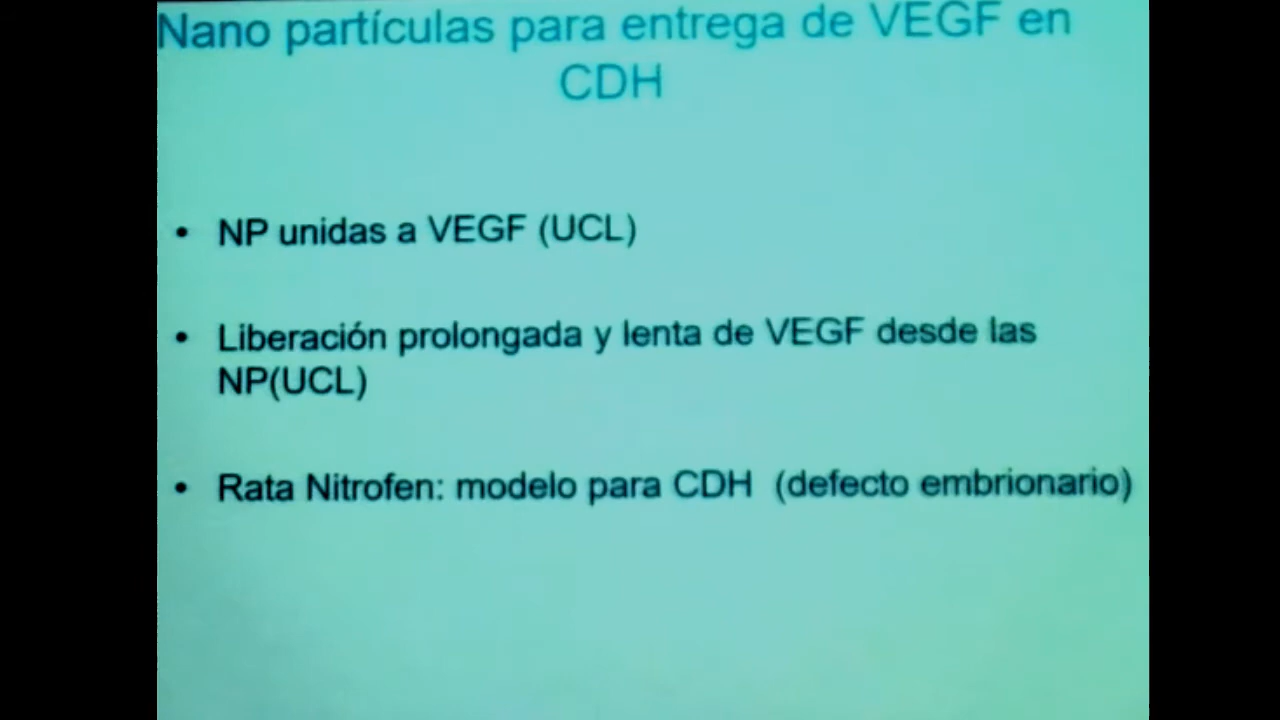 Nano partículas para entrega de VEGF en
CDH
• NP unidas a VEGF (UCL)
• Liberación prolongada y lenta de VEGF desde las
NP(UCL)
• Rata Nitrofen: modelo para CDH (defecto embrionario)